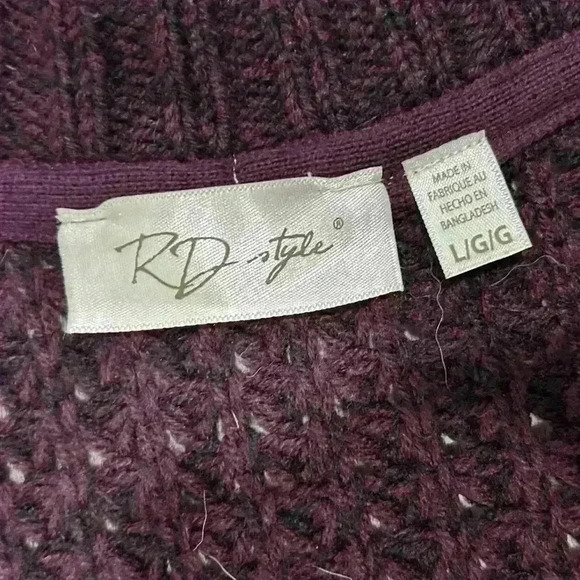 RD style®
MADE IN
FABRIQUE AU
HECHO EN
BANGLADESH
L/G/G